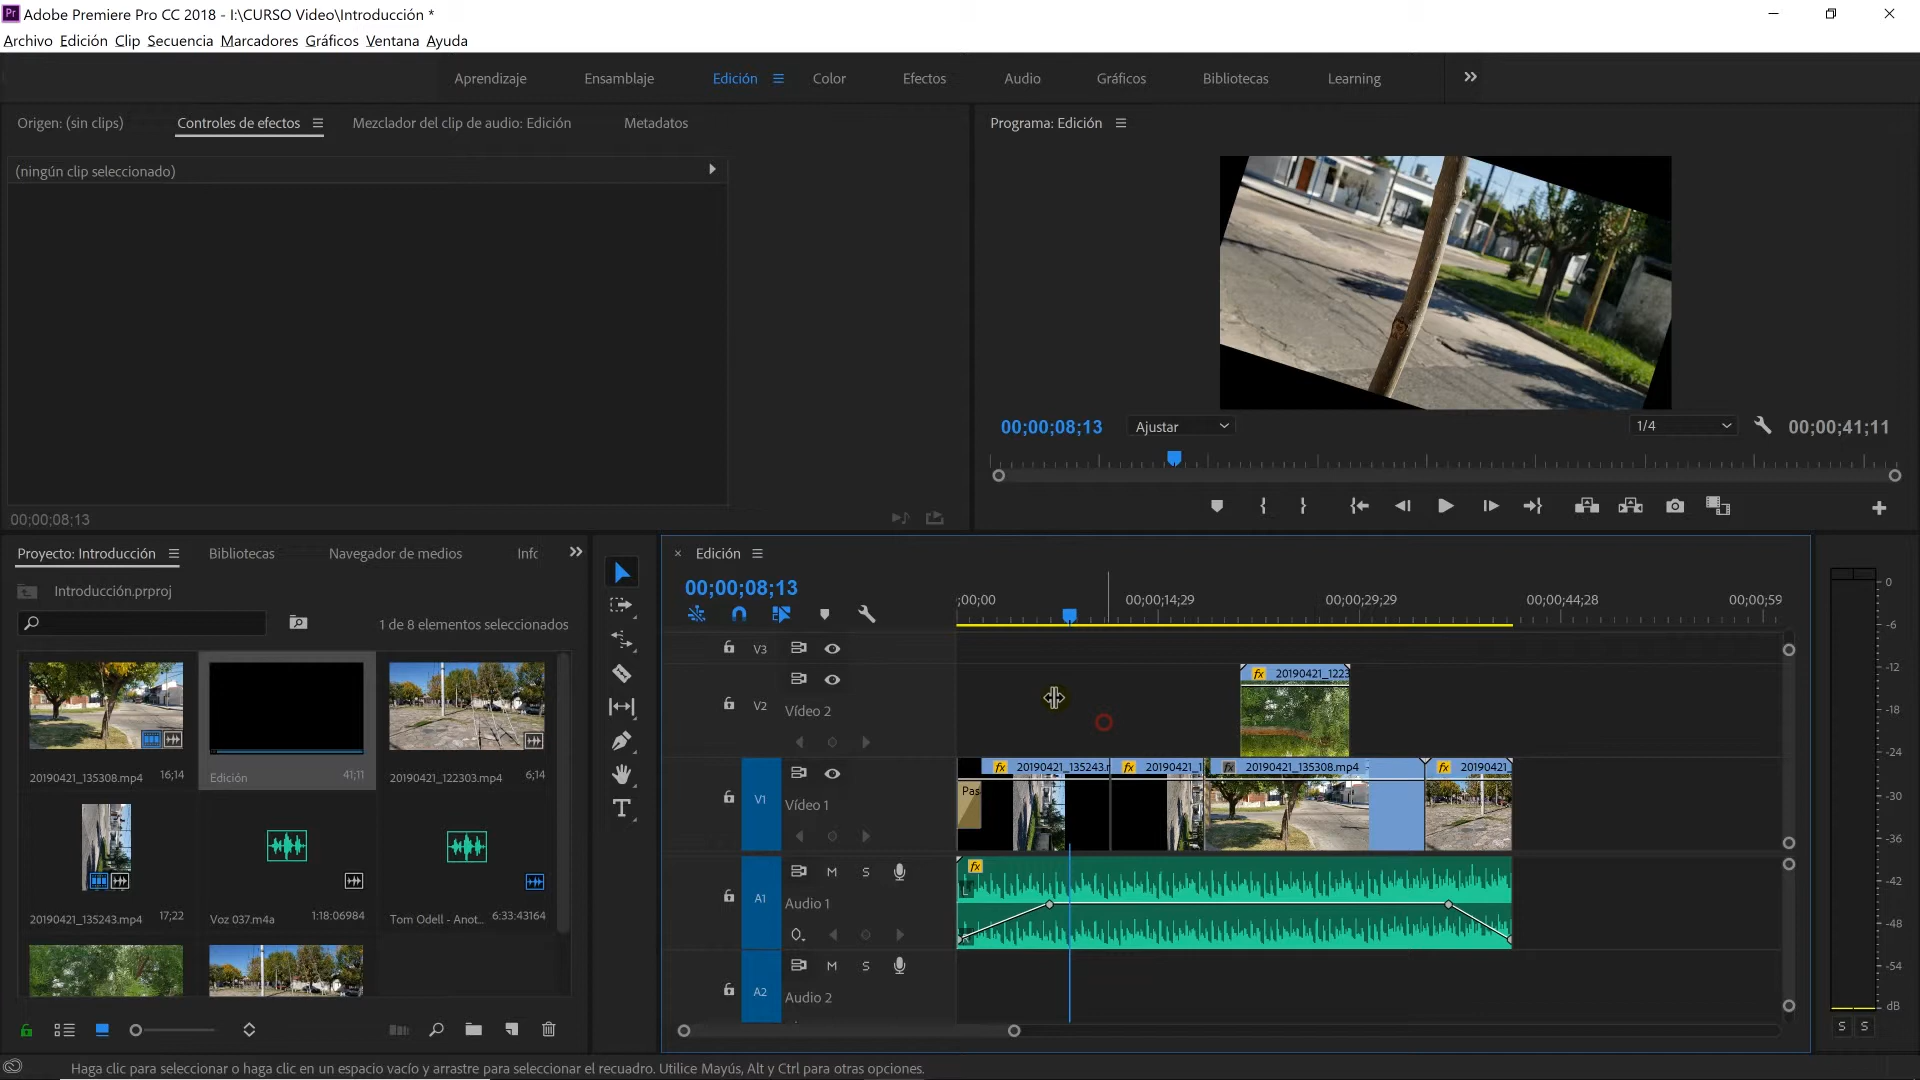 Adobe Premiere Pro CC 2018 - I:\CURSO Video\Introducción *
Archivo Edición Clip Secuencia Marcadores Gráficos Ventana Ayuda
Aprendizaje Ensamblaje Edición Color Efectos Audio Gráficos Bibliotecas Learning
Origen: (sin clips) Controles de efectos Mezclador del clip de audio: Edición Metadatos
Programa: Edición
(ningún clip seleccionado)
00;00;08;13 Ajustar 1/4 00;00;41;11
00;00;08;13
Proyecto: Introducción Bibliotecas Navegador de medios Infc
Introducción.prproj
1 de 8 elementos seleccionados
20190421_135308.mp4 16;14
Edición 41;11
20190421_122303.mp4 6;14
20190421_135243.mp4 17;22
Voz 037.m4a 1:18:06984
Tom Odell - Anot... 6:33:43164
Edición
00;00;08;13
;00;00 00;00;14;29 00;00;29;29 00;00;44;28 00;00;59
V3
V2 Vídeo 2
20190421_1223
V1 Vídeo 1
Pas
fx 20190421_135243.m
fx 20190421_1
fx 20190421_135308.mp4
fx 20190421_
A1 M S
Audio 1
fx
L
R
A2 M S
Audio 2
0
-6
-12
-18
-24
-30
-36
-42
-48
-54
dB
S S
Haga clic para seleccionar o haga clic en un espacio vacío y arrastre para seleccionar el recuadro. Utilice Mayús, Alt y Ctrl para otras opciones.